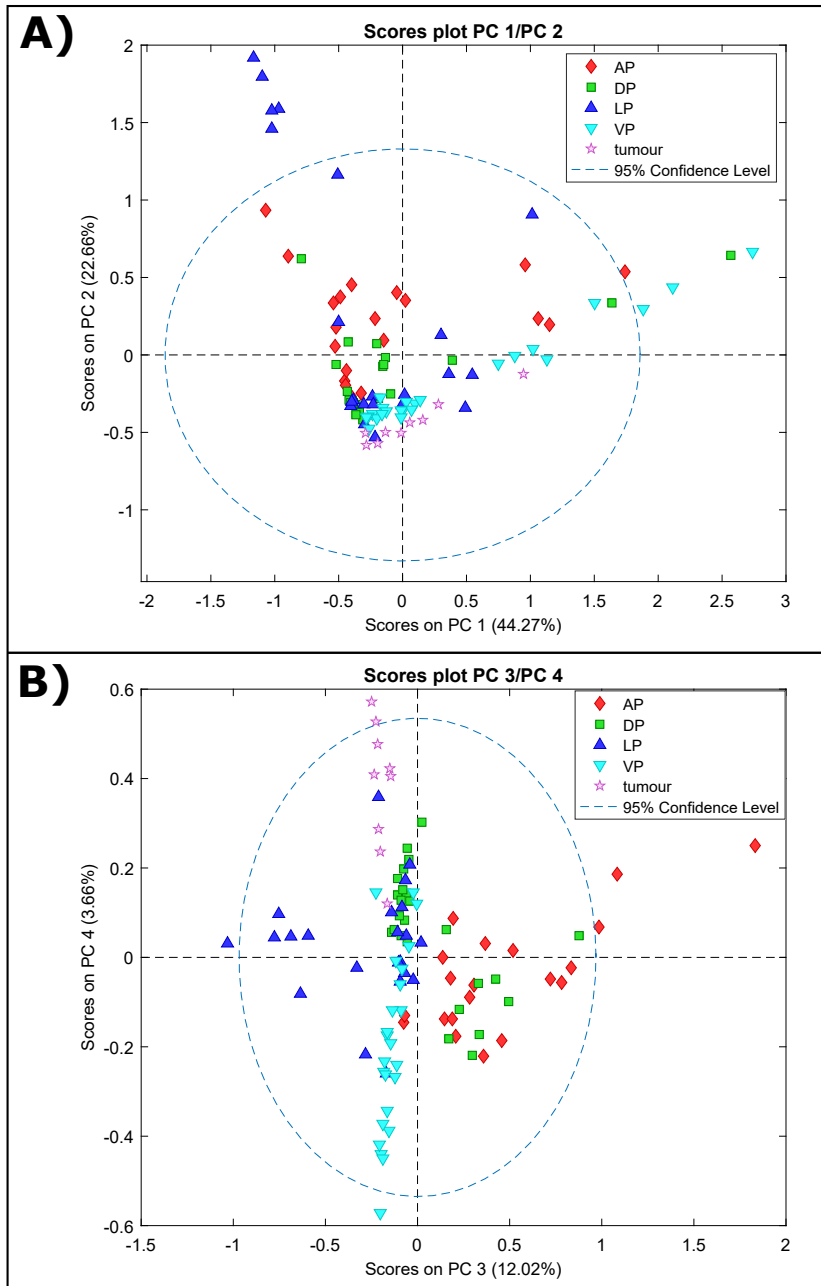 A)
Scores plot PC 1/PC 2
2
1.5
1
0.5
0
-0.5
-1
Scores on PC 2 (22.66%)
AP
DP
LP
VP
tumour
95% Confidence Level
-2 -1.5 -1 -0.5 0 0.5 1 1.5 2 2.5 3
Scores on PC 1 (44.27%)
B)
Scores plot PC 3/PC 4
0.6
0.4
0.2
0
-0.2
-0.4
-0.6
Scores on PC 4 (3.66%)
AP
DP
LP
VP
tumour
95% Confidence Level
-1.5 -1 -0.5 0 0.5 1 1.5 2
Scores on PC 3 (12.02%)